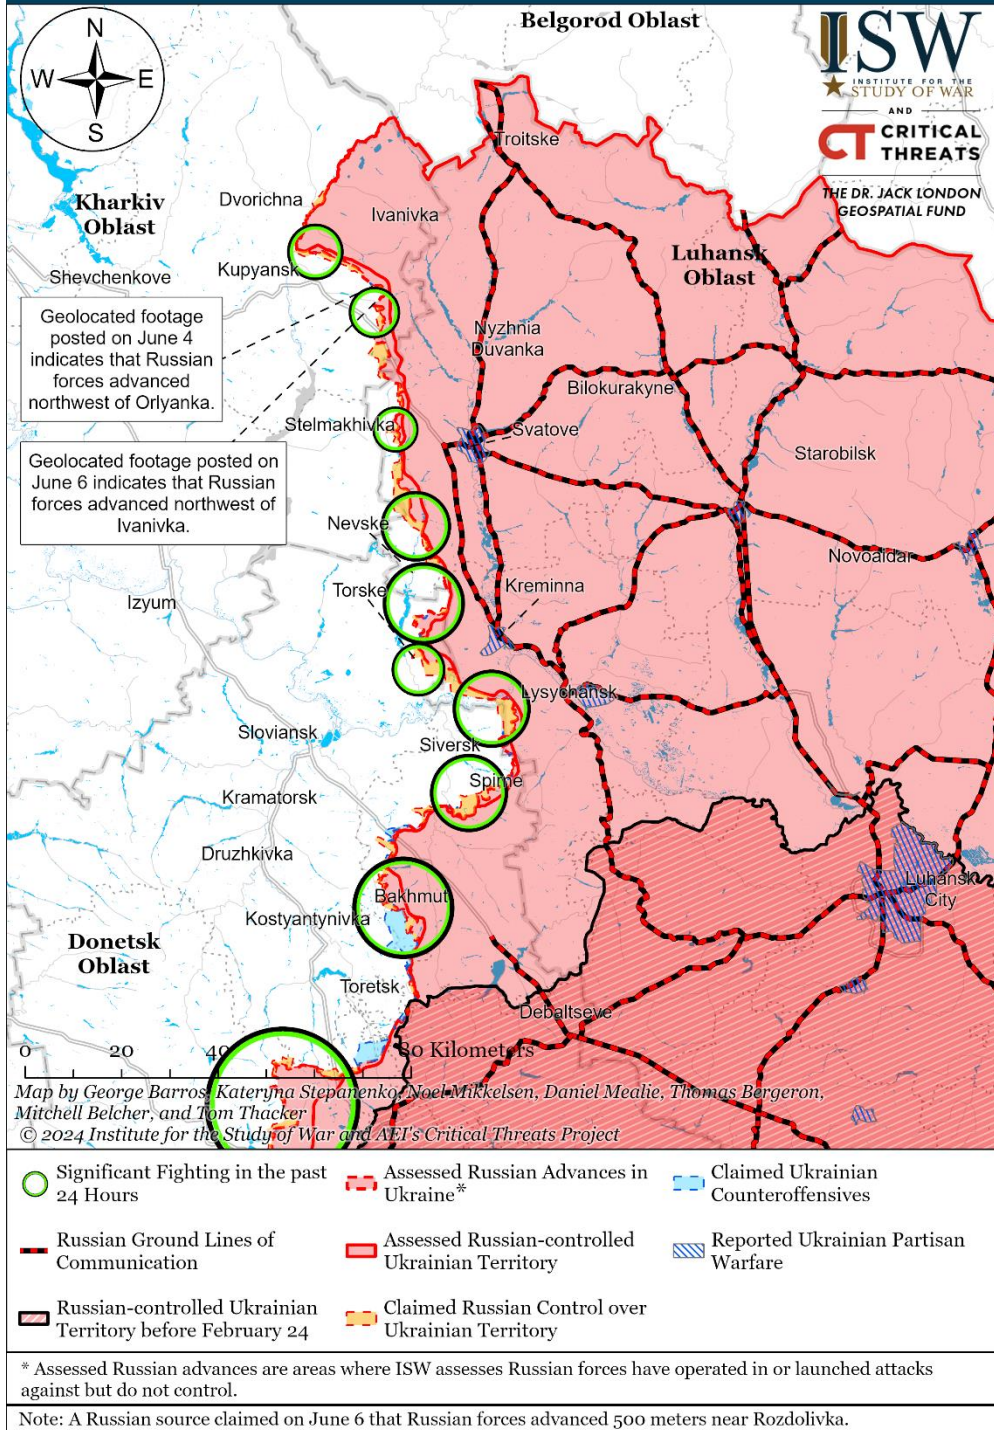 Belgorod Oblast
N
W
E
S
ISW
INSTITUTE FOR THE
STUDY OF WAR
AND
CT CRITICAL
THREATS
THE DR. JACK LONDON
GEOSPATIAL FUND
Troitske
Kharkiv
Oblast
Dvorichna
Ivanivka
Luhansk
Oblast
Shevchenkove
Kupyansk
Geolocated footage
posted on June 4
indicates that Russian
forces advanced
northwest of Orlyanka.
Nyzhnia
Duvanka
Bilokurakyne
Stelmakhivka
Svatove
Starobilsk
Geolocated footage posted on
June 6 indicates that Russian
forces advanced northwest of
Ivanivka.
Nevske
Novoaidar
Torske
Kreminna
Izyum
Lysychansk
Sloviansk
Siversk
Spirne
Kramatorsk
Druzhkivka
Bakhmut
Luhansk
City
Kostyantynivka
Donetsk
Oblast
Toretsk
Debaltseve
0 20 40 80 Kilometers
Map by George Barros, Kateryna Stepanenko, Noel Mikkelsen, Daniel Mealie, Thomas Bergeron,
Mitchell Belcher, and Tom Thacker
© 2024 Institute for the Study of War and AEI's Critical Threats Project
Significant Fighting in the past
24 Hours
Russian Ground Lines of
Communication
Russian-controlled Ukrainian
Territory before February 24
Assessed Russian Advances in
Ukraine*
Assessed Russian-controlled
Ukrainian Territory
Claimed Russian Control over
Ukrainian Territory
Claimed Ukrainian
Counteroffensives
Reported Ukrainian Partisan
Warfare
* Assessed Russian advances are areas where ISW assesses Russian forces have operated in or launched attacks
against but do not control.
Note: A Russian source claimed on June 6 that Russian forces advanced 500 meters near Rozdolivka.